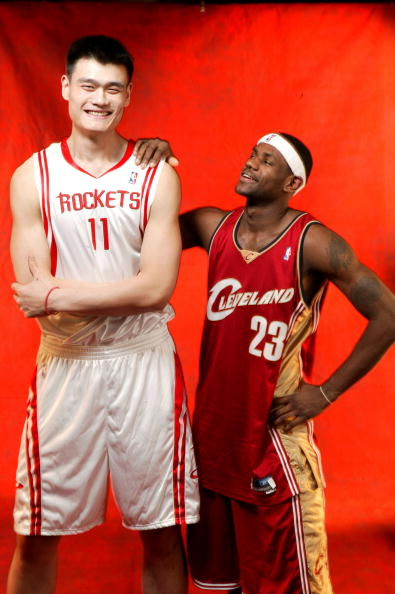 ROCKETS
11
CLEVELAND
23